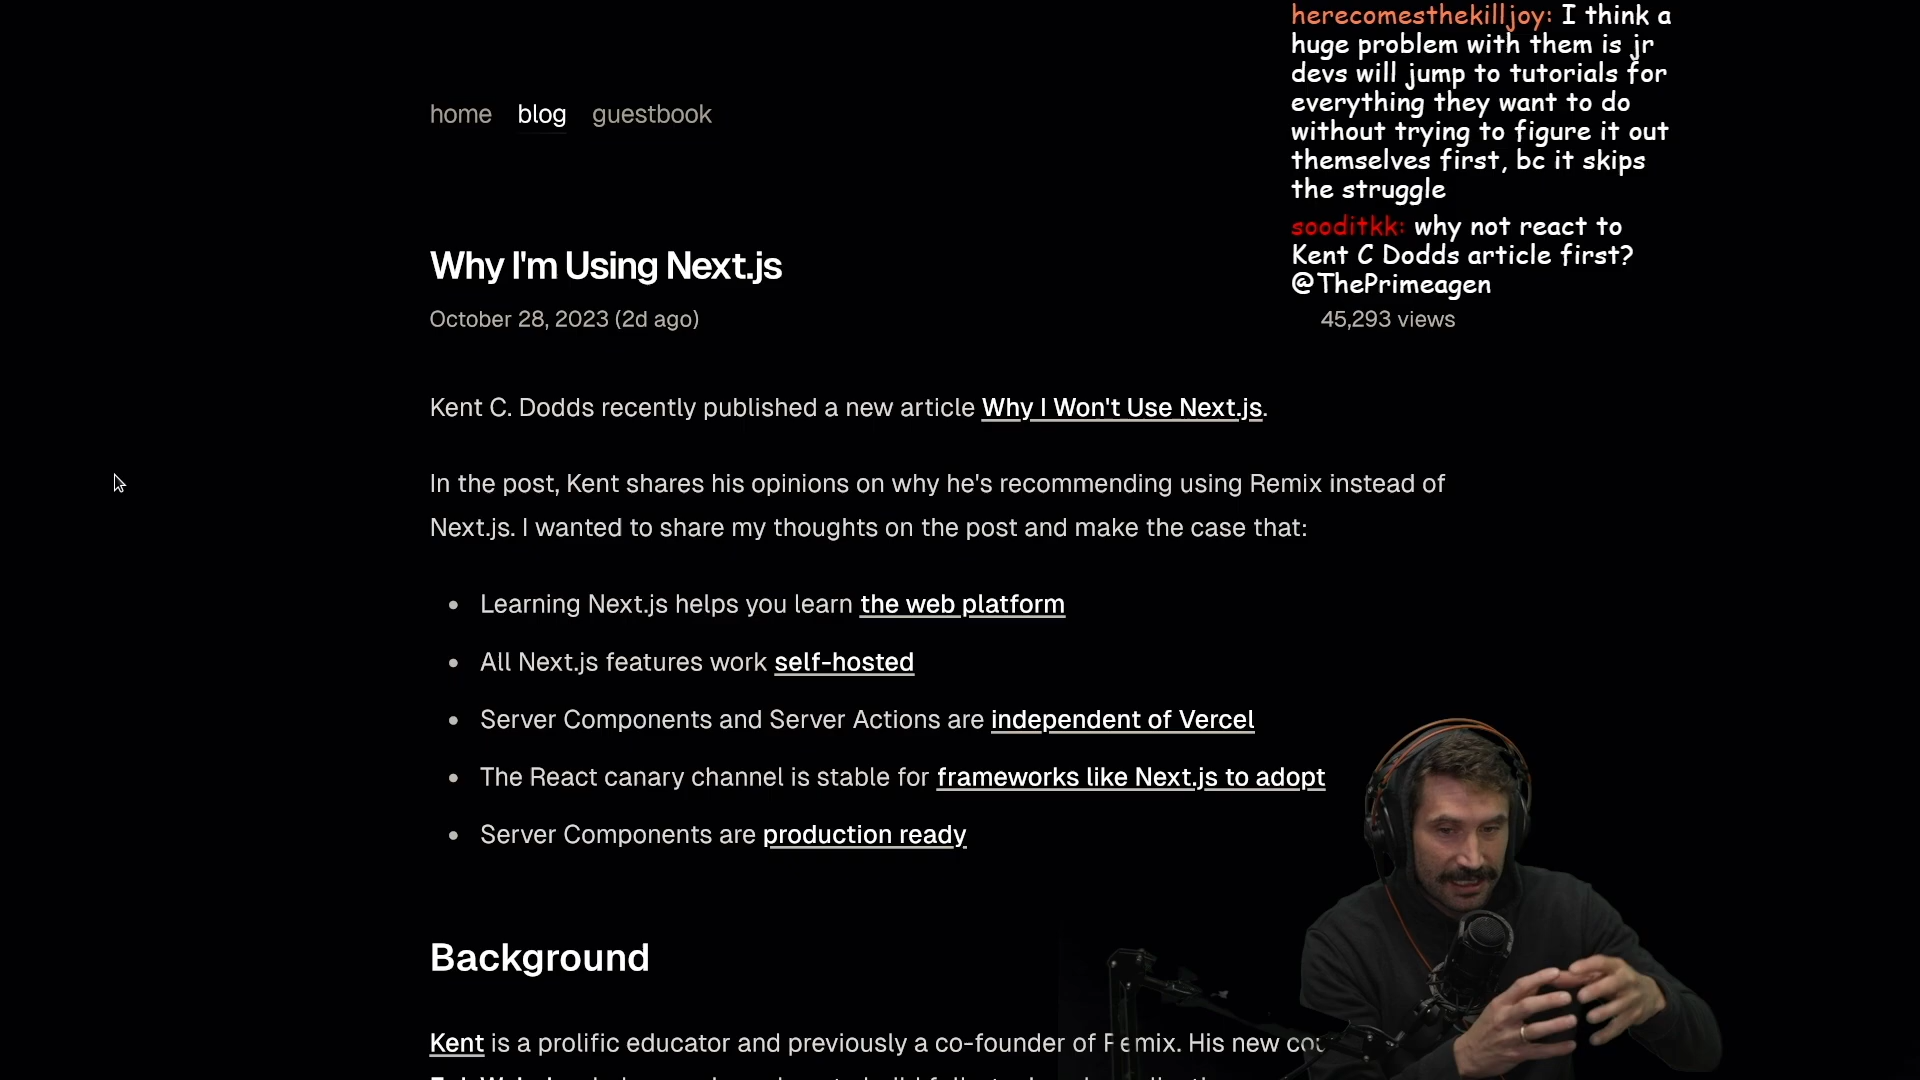 herecomesthekilljoy: I think a
huge problem with them is jr
devs will jump to tutorials for
everything they want to do
without trying to figure it out
themselves first, bc it skips
the struggle
sooditkk: why not react to
Kent C Dodds article first?
@ThePrimeagen
home blog guestbook
Why I'm Using Next.js
October 28, 2023 (2d ago)
45,293 views
Kent C. Dodds recently published a new article Why I Won't Use Next.js.
In the post, Kent shares his opinions on why he's recommending using Remix instead of
Next.js. I wanted to share my thoughts on the post and make the case that:
• Learning Next.js helps you learn the web platform
• All Next.js features work self-hosted
• Server Components and Server Actions are independent of Vercel
• The React canary channel is stable for frameworks like Next.js to adopt
• Server Components are production ready
Background
Kent is a prolific educator and previously a co-founder of Remix. His new